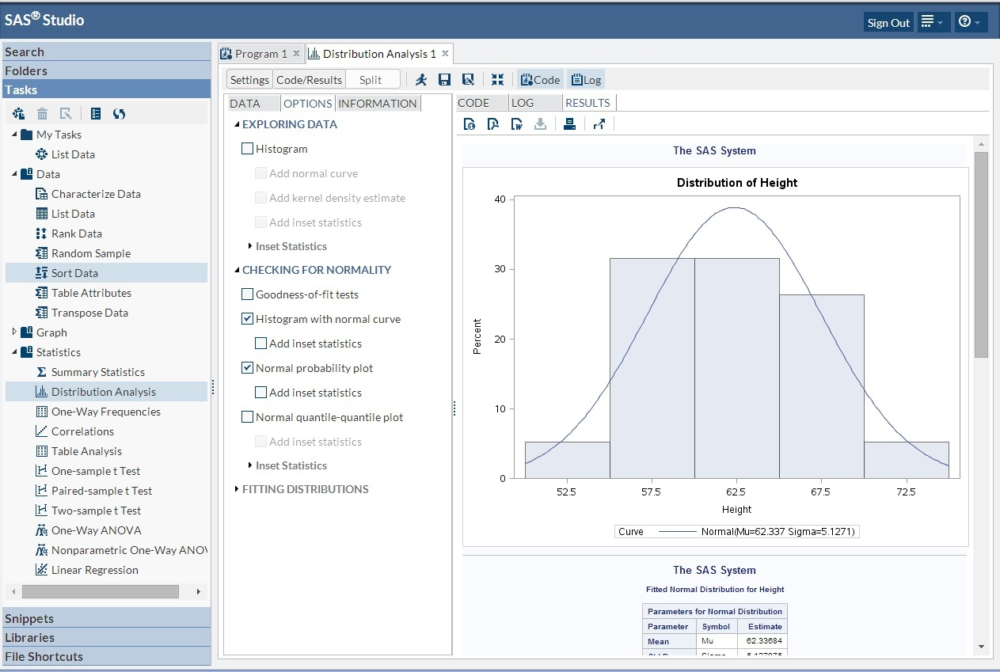 SAS® Studio
Sign Out
Search
Folders
Tasks
My Tasks
List Data
Data
Characterize Data
List Data
Rank Data
Random Sample
Sort Data
Table Attributes
Transpose Data
Graph
Statistics
Summary Statistics
Distribution Analysis
One-Way Frequencies
Correlations
Table Analysis
One-sample t Test
Paired-sample t Test
Two-sample t Test
One-Way ANOVA
Nonparametric One-Way ANOV
Linear Regression
Snippets
Libraries
File Shortcuts
Program 1 Distribution Analysis 1
Settings Code/Results Split Code Log
DATA OPTIONS INFORMATION
EXPLORING DATA
Histogram
Add normal curve
Add kernel density estimate
Add inset statistics
Inset Statistics
CHECKING FOR NORMALITY
Goodness-of-fit tests
Histogram with normal curve
Add inset statistics
Normal probability plot
Add inset statistics
Normal quantile-quantile plot
Add inset statistics
Inset Statistics
FITTING DISTRIBUTIONS
CODE LOG RESULTS
The SAS System
Distribution of Height
40
30
20
10
0
Percent
52.5 57.5 62.5 67.5 72.5
Height
Curve Normal(Mu=62.337 Sigma=5.1271)
The SAS System
Fitted Normal Distribution for Height
Parameters for Normal Distribution
Parameter Symbol Estimate
Mean Mu 62.33684